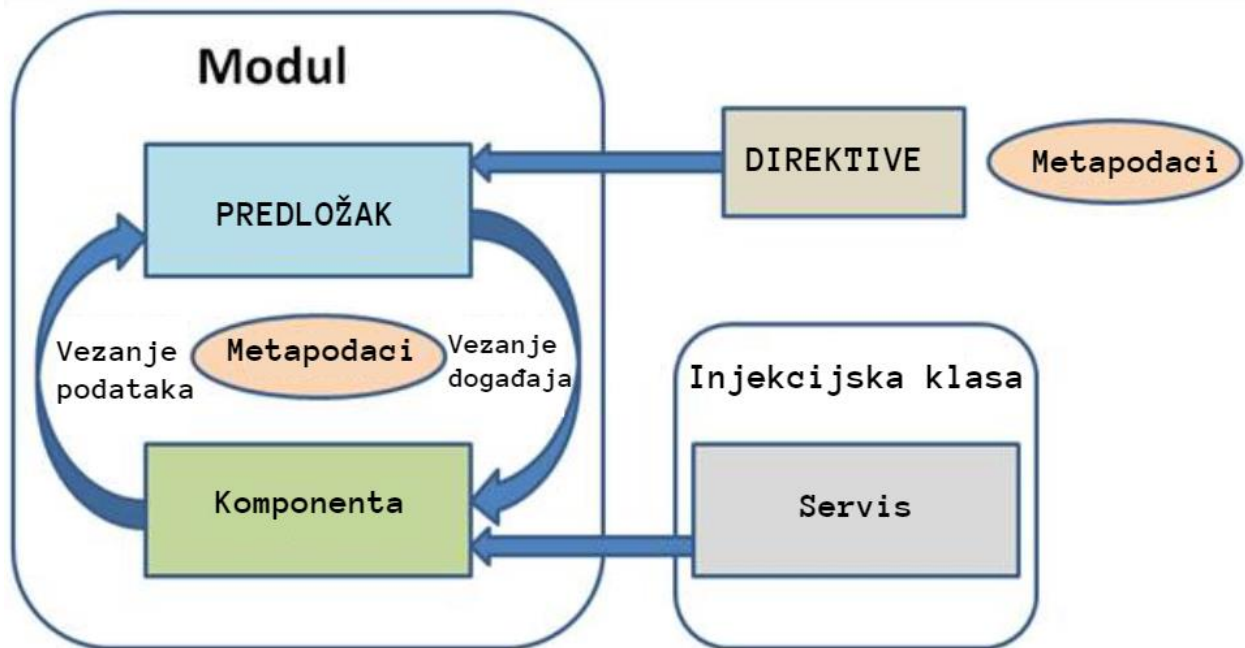 Modul
PREDLOŽAK
DIREKTIVE
Metapodaci
Vezanje
podataka
Metapodaci
Vezanje
događaja
Komponenta
Injekcijska klasa
Servis